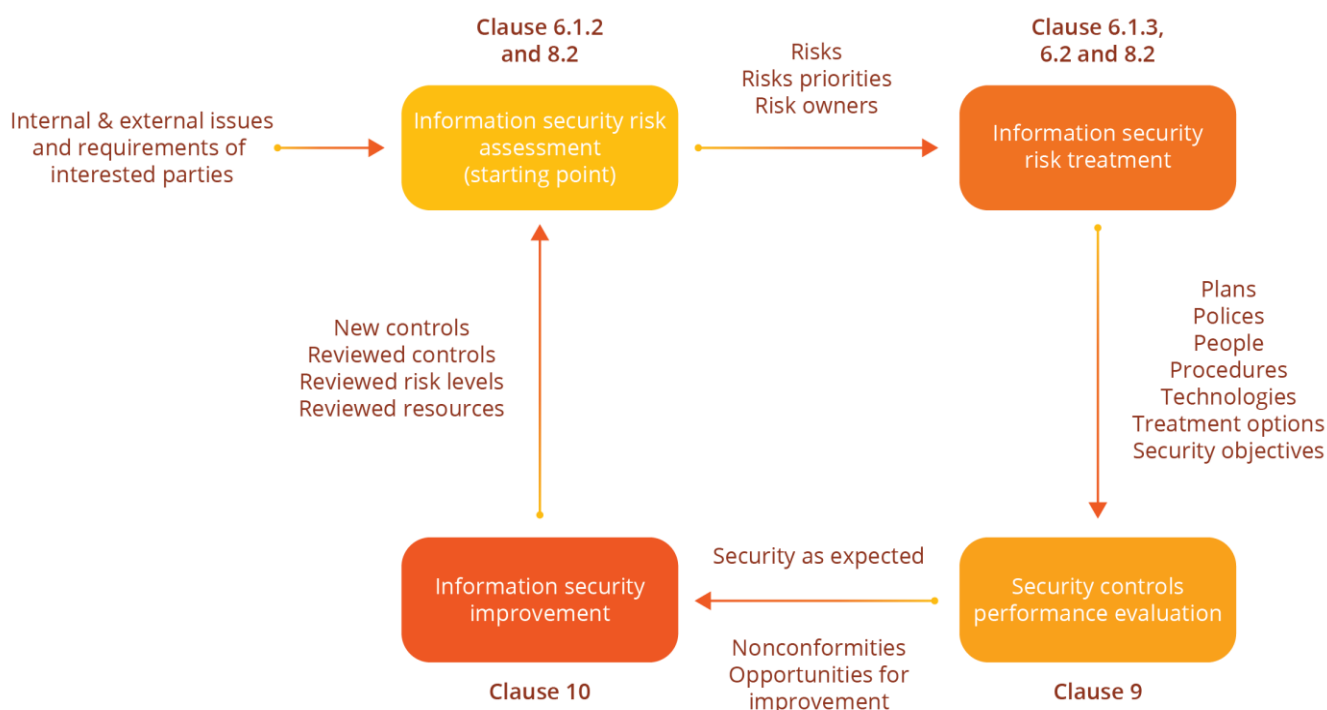 Clause 6.1.2
and 8.2
Clause 6.1.3,
6.2 and 8.2
Internal & external issues
and requirements of
interested parties
Information security risk
assessment
(starting point)
Risks
Risks priorities
Risk owners
Information security
risk treatment
New controls
Reviewed controls
Reviewed risk levels
Reviewed resources
Plans
Polices
People
Procedures
Technologies
Treatment options
Security objectives
Information security
improvement
Security as expected
Nonconformities
Opportunities for
improvement
Security controls
performance evaluation
Clause 10
Clause 9